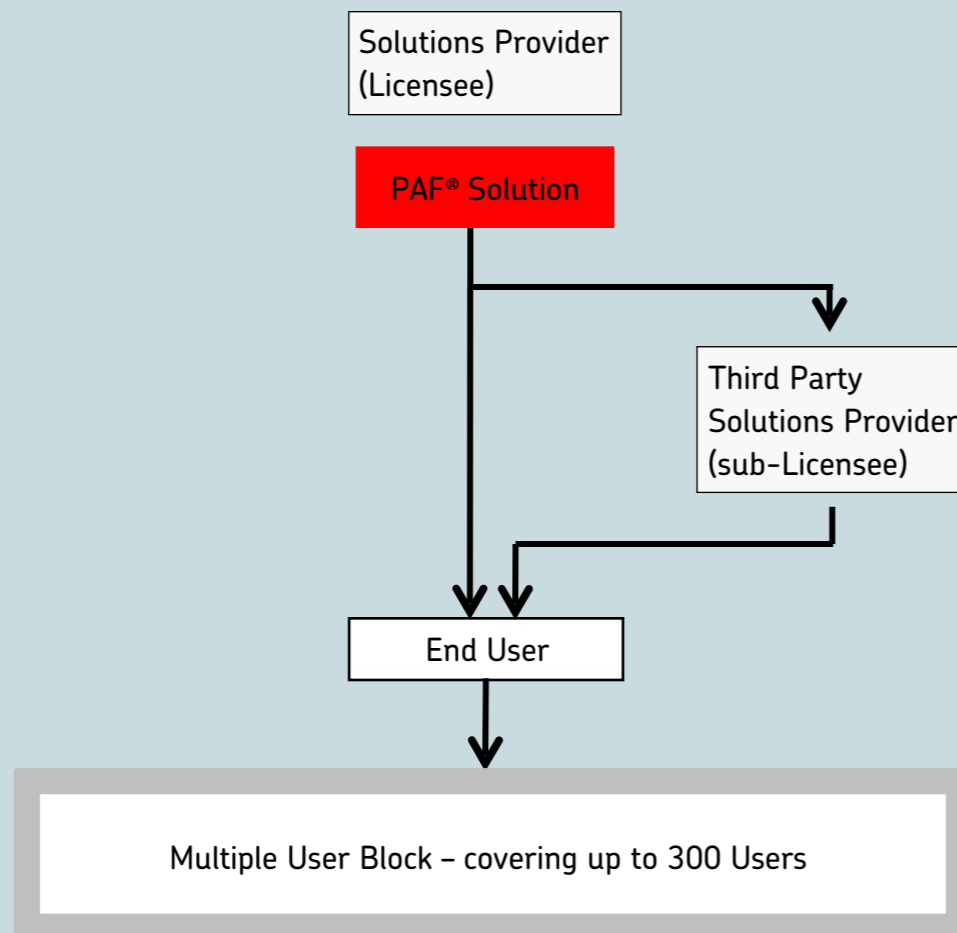 Solutions Provider
(Licensee)
PAF® Solution
Third Party
Solutions Provider
(sub-Licensee)
End User
Multiple User Block – covering up to 300 Users